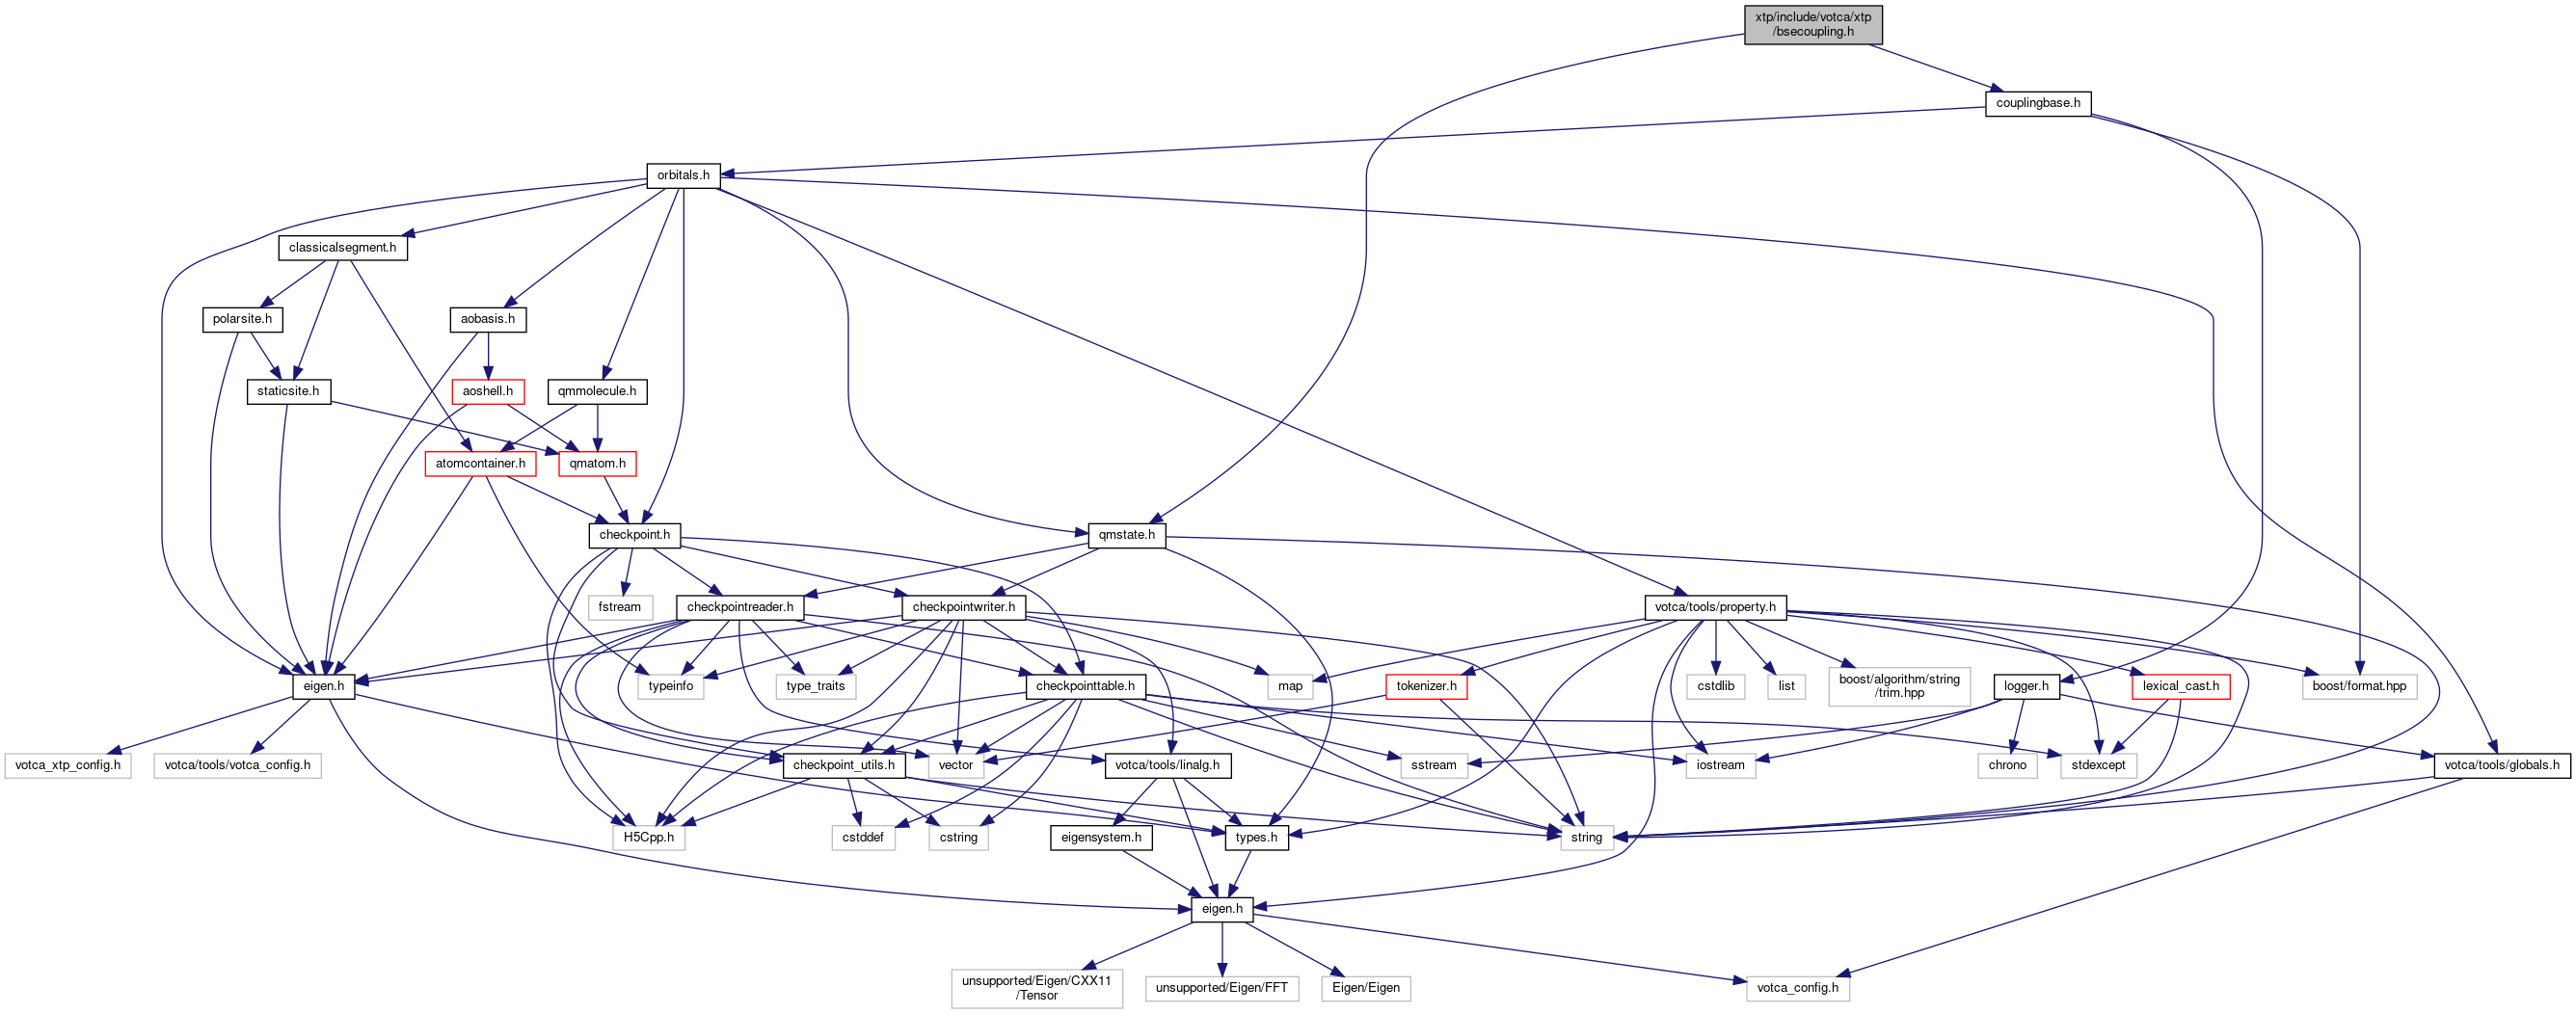 xtp/include/votca/xtp
/bsecoupling.h
couplingbase.h
orbitals.h
classicalsegment.h
polarsite.h
aobasis.h
staticsite.h
aoshell.h
qmmolecule.h
atomcontainer.h
qmatom.h
checkpoint.h
qmstate.h
fstream
checkpointreader.h
checkpointwriter.h
votca/tools/property.h
eigen.h
typeinfo
type_traits
checkpointtable.h
map
tokenizer.h
cstdlib
list
boost/algorithm/string
/trim.hpp
logger.h
lexical_cast.h
boost/format.hpp
votca_xtp_config.h
votca/tools/votca_config.h
checkpoint_utils.h
vector
votca/tools/linalg.h
sstream
iostream
chrono
stdexcept
votca/tools/globals.h
H5Cpp.h
cstddef
cstring
eigensystem.h
types.h
string
eigen.h
unsupported/Eigen/CXX11
/Tensor
unsupported/Eigen/FFT
Eigen/Eigen
votca_config.h